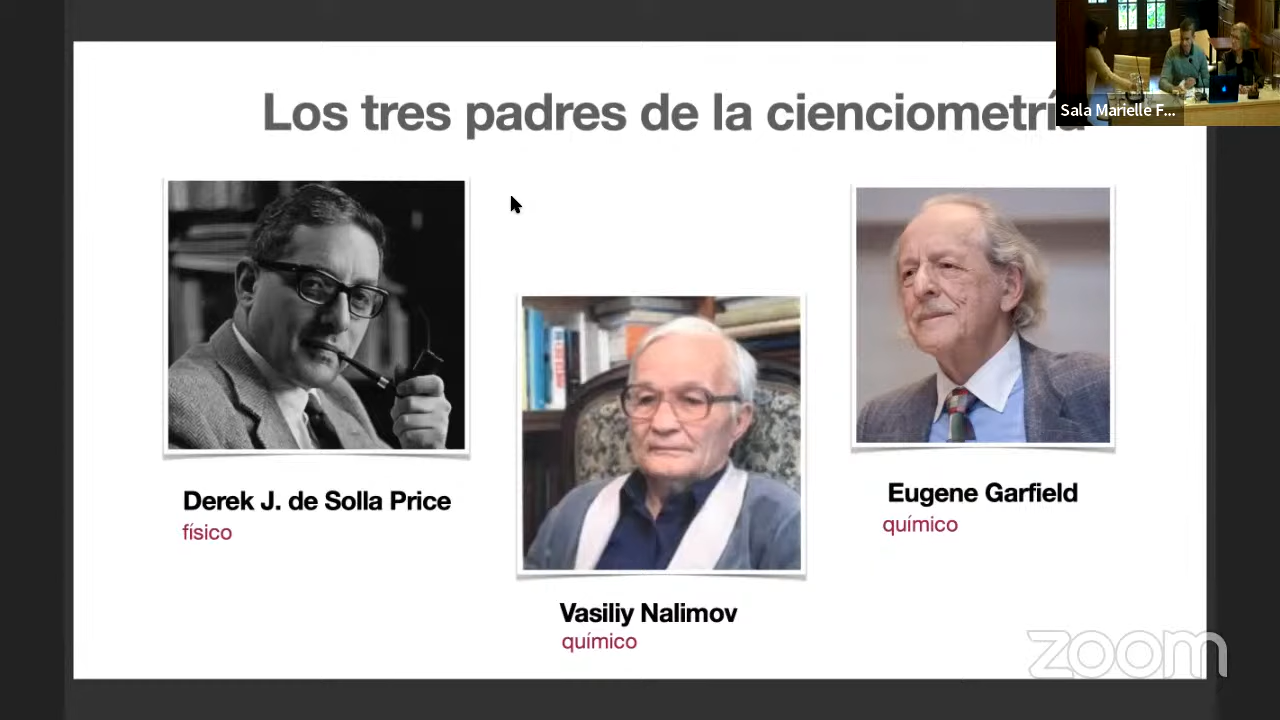 Los tres padres de la cienciometría
Sala Marielle F...
Derek J. de Solla Price
físico
Vasiliy Nalimov
químico
Eugene Garfield
químico
zoom